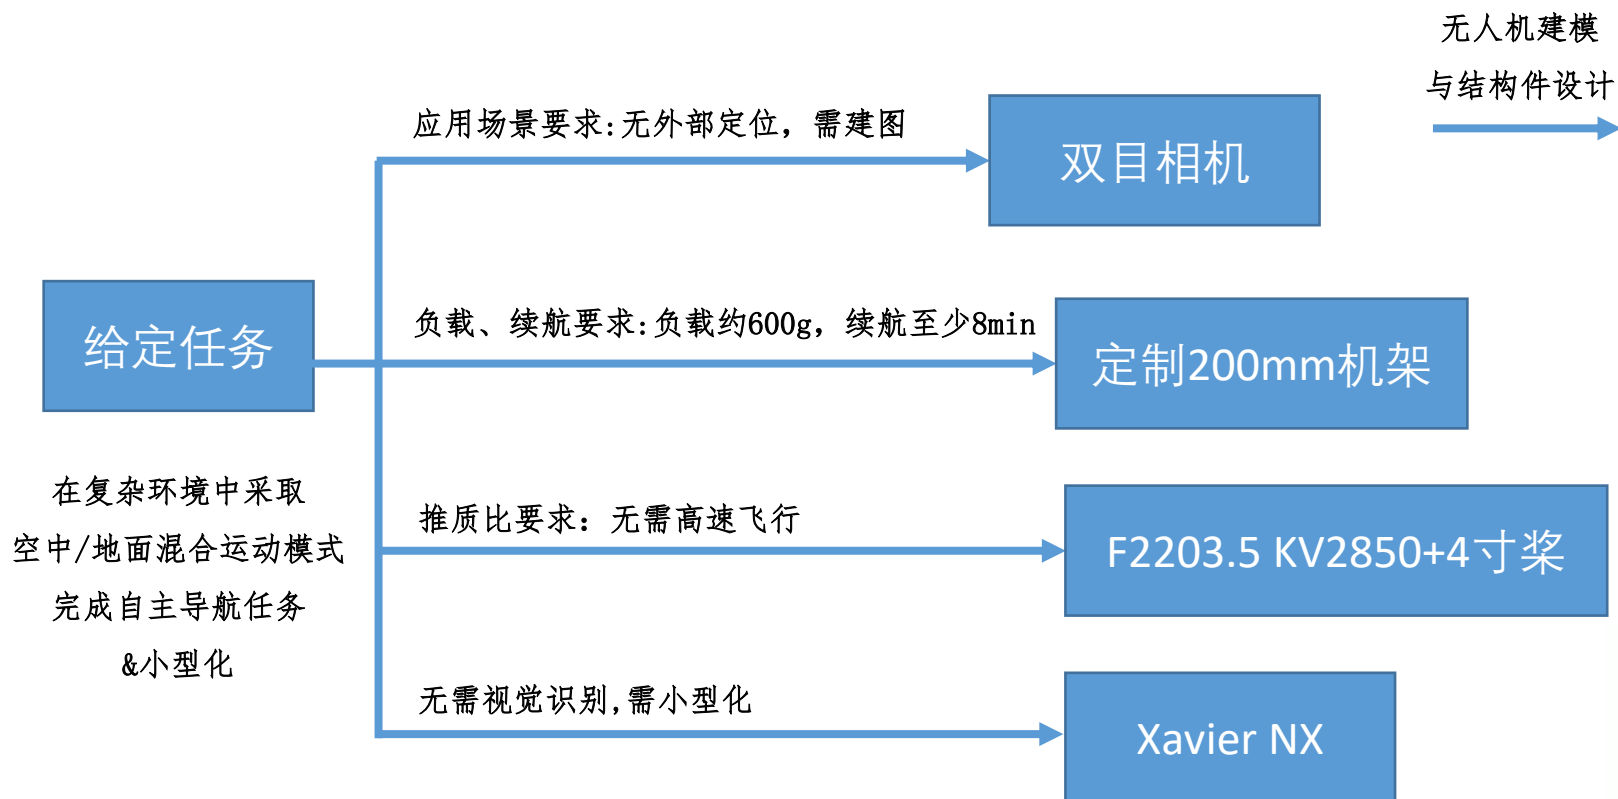 无人机建模
与结构件设计
应用场景要求:无外部定位，需建图
双目相机
给定任务
负载、续航要求:负载约600g，续航至少8min
定制200mm机架
在复杂环境中采取
空中/地面混合运动模式
完成自主导航任务
&小型化
推质比要求：无需高速飞行
F2203.5 KV2850+4寸桨
无需视觉识别,需小型化
Xavier NX